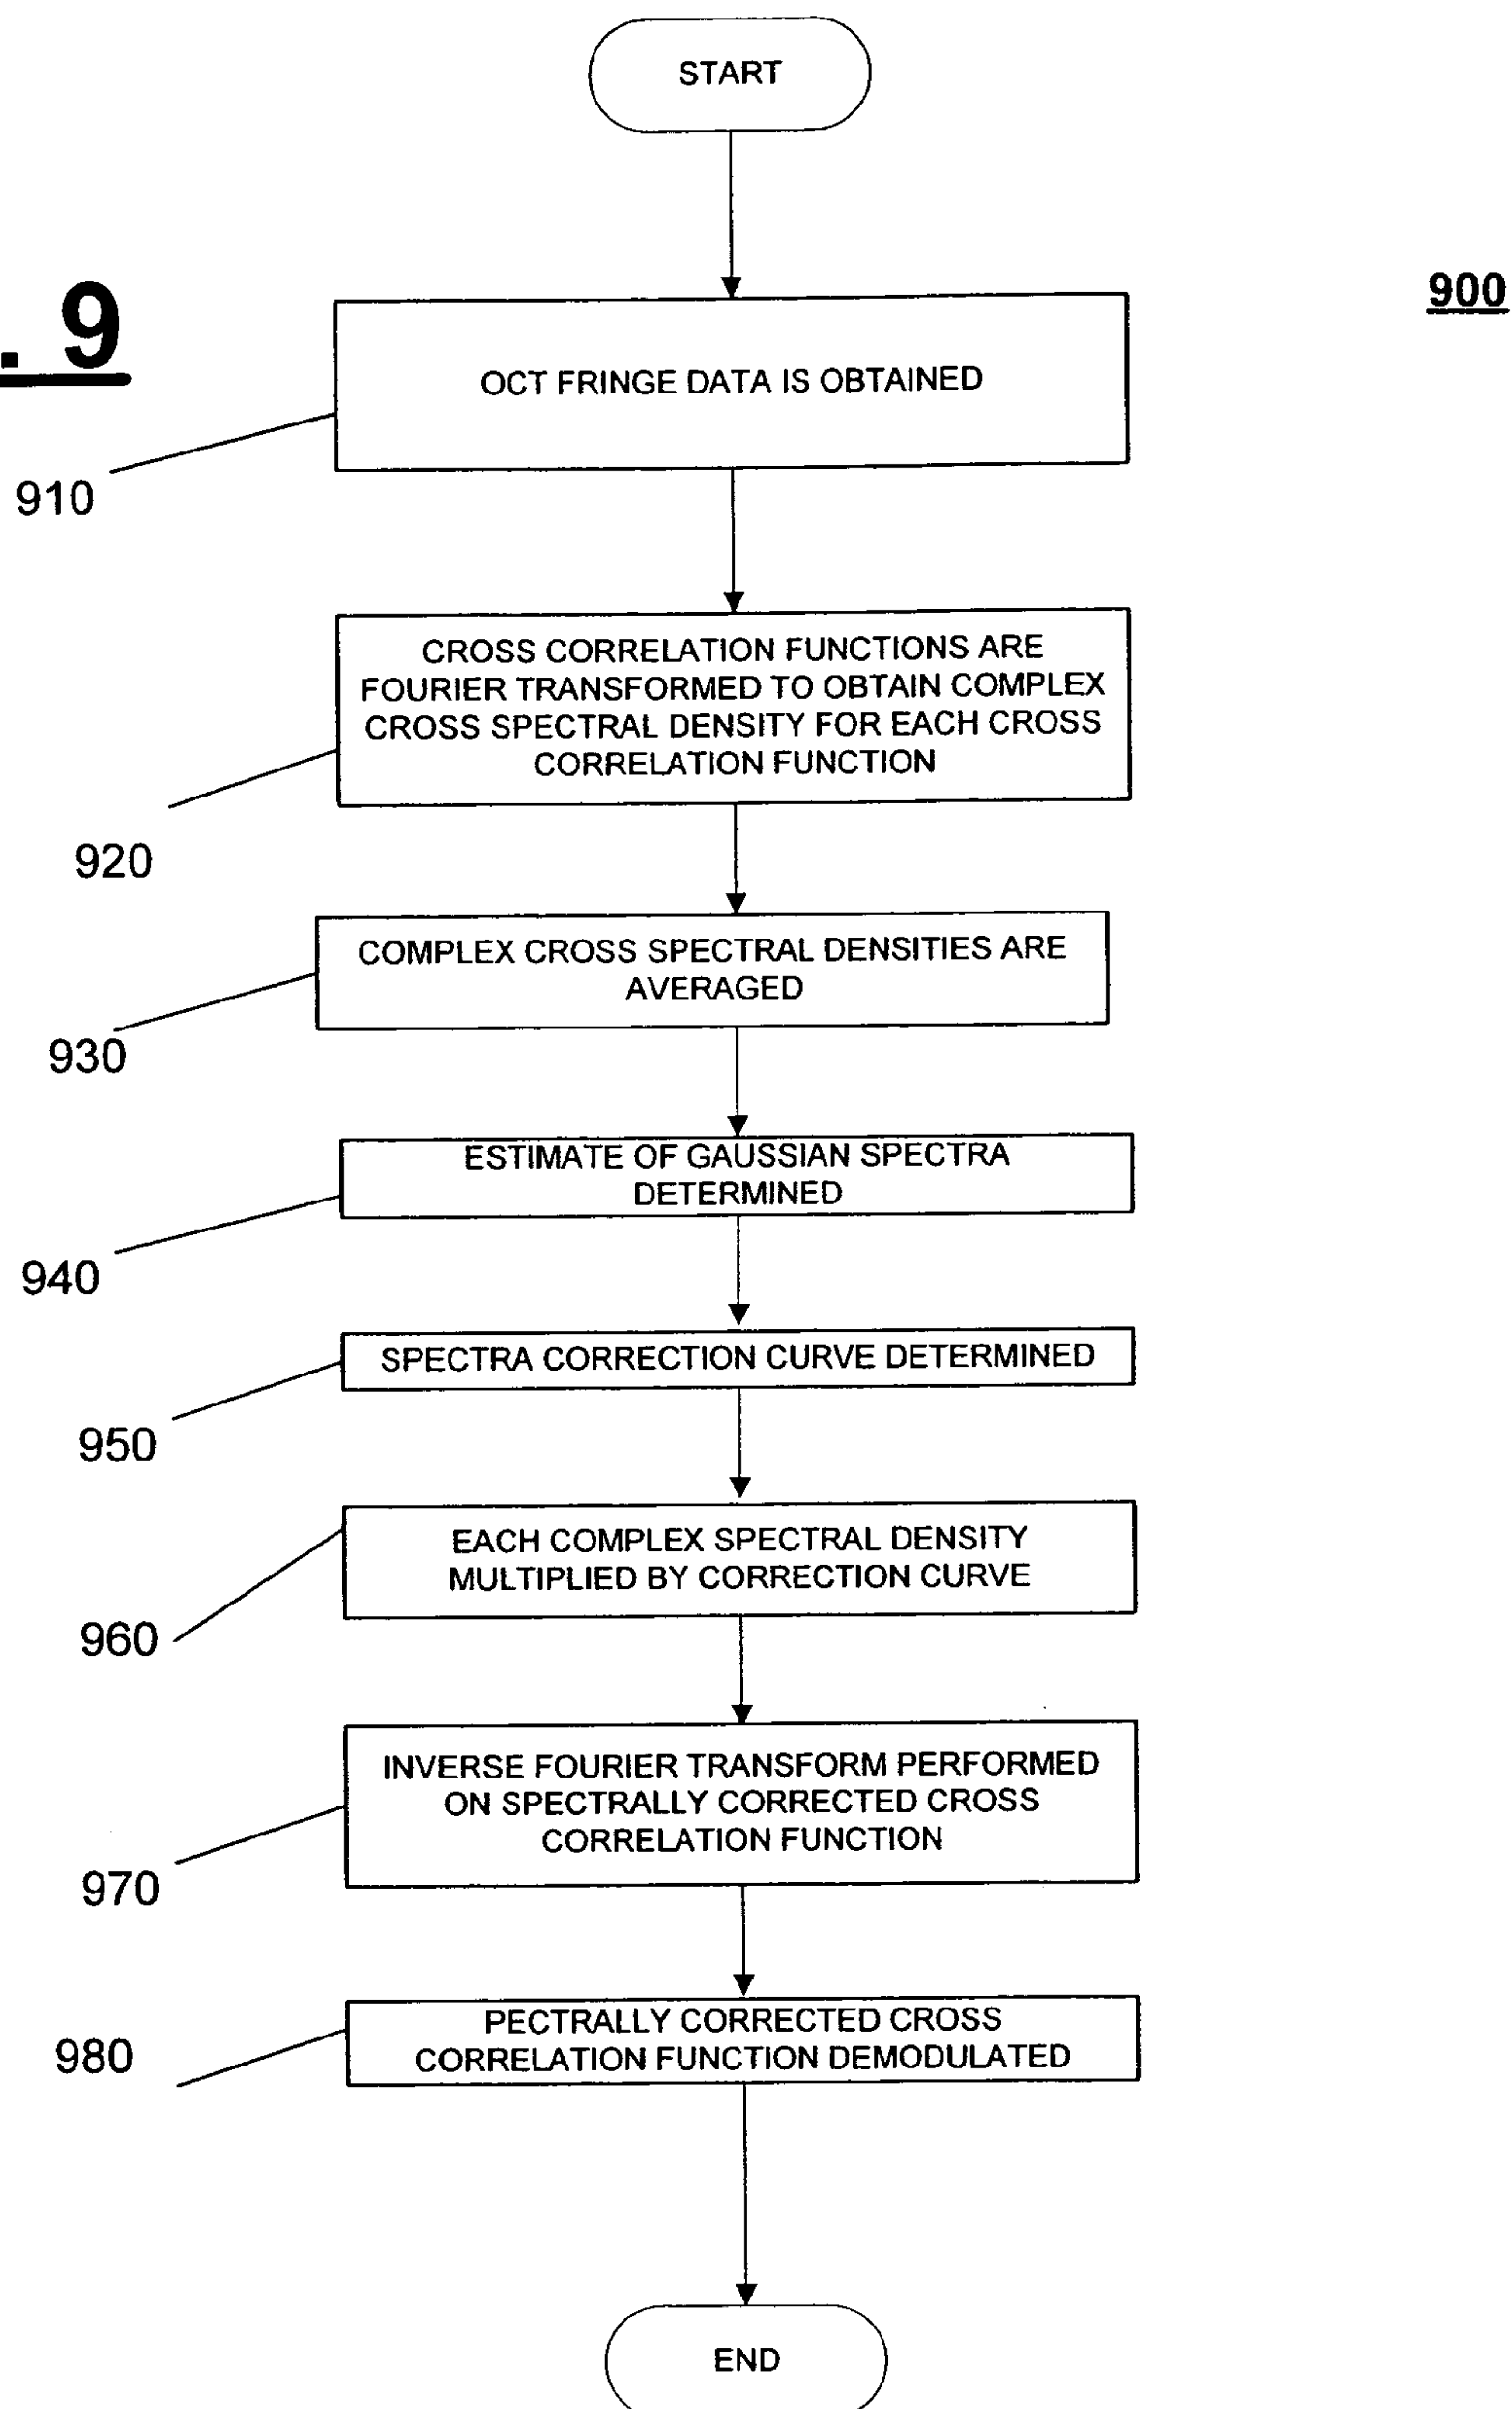 START
. 9
900
OCT FRINGE DATA IS OBTAINED
910
CROSS CORRELATION FUNCTIONS ARE
FOURIER TRANSFORMED TO OBTAIN COMPLEX
CROSS SPECTRAL DENSITY FOR EACH CROSS
CORRELATION FUNCTION
920
COMPLEX CROSS SPECTRAL DENSITIES ARE
AVERAGED
930
ESTIMATE OF GAUSSIAN SPECTRA
DETERMINED
940
SPECTRA CORRECTION CURVE DETERMINED
950
EACH COMPLEX SPECTRAL DENSITY
MULTIPLIED BY CORRECTION CURVE
960
INVERSE FOURIER TRANSFORM PERFORMED
ON SPECTRALLY CORRECTED CROSS
CORRELATION FUNCTION
970
PECTRALLY CORRECTED CROSS
CORRELATION FUNCTION DEMODULATED
980
END